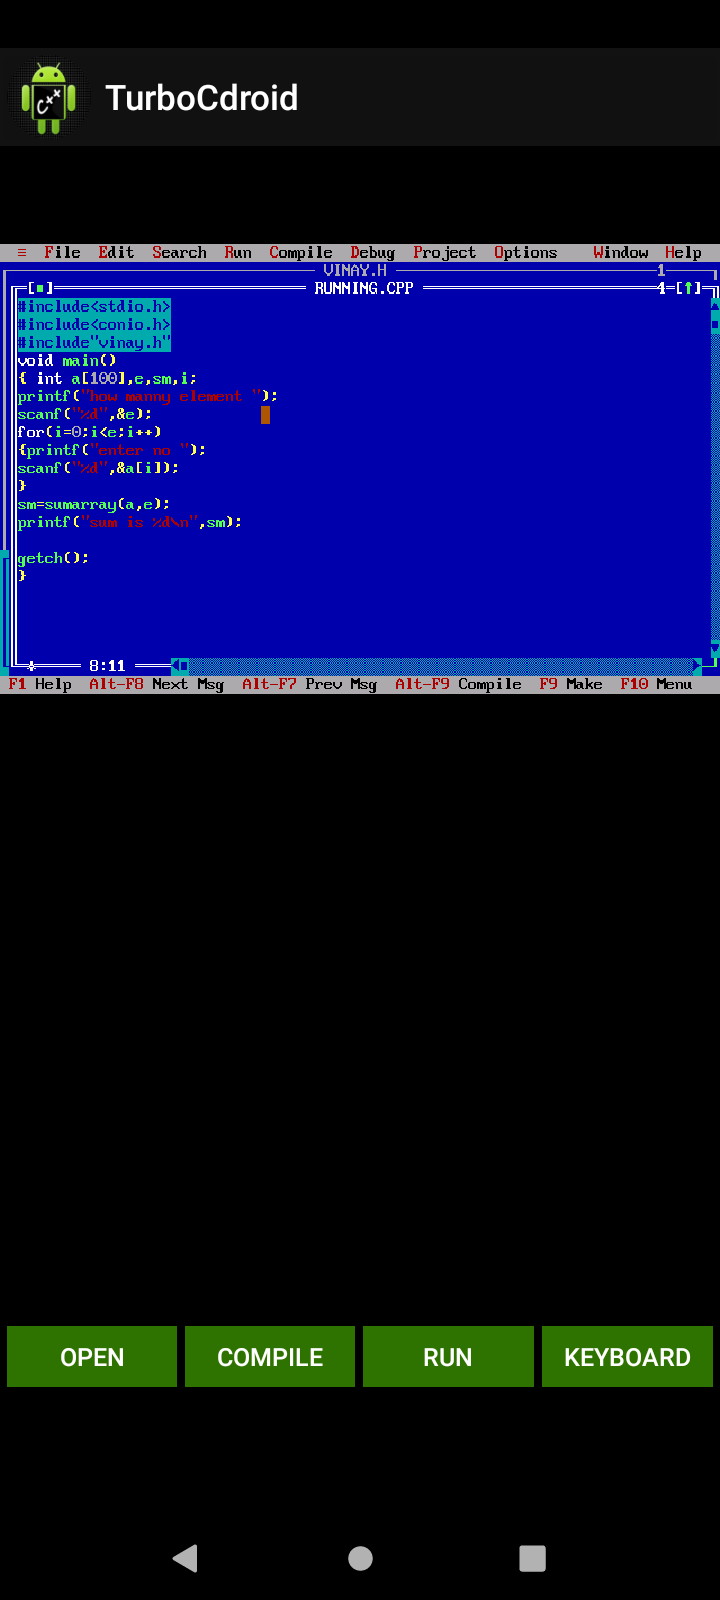 C++
TurboCdroid
≡ File Edit Search Run Compile Debug Project Options Window Help
VINAY.H 1
[■] RUNNING.CPP 4=[↑]
#include<stdio.h>
#include<conio.h>
#include"vinay.h"
void main()
{ int a[100],e,sm,i;
printf("how manny element ");
scanf("%d",&e);
for(i=0;i<e;i++)
{printf("enter no ");
scanf("%d",&a[i]);
}
sm=sumarray(a,e);
printf("sum is %d\n",sm);
getch();
}
8:11
F1 Help Alt-F8 Next Msg Alt-F7 Prev Msg Alt-F9 Compile F9 Make F10 Menu
OPEN COMPILE RUN KEYBOARD